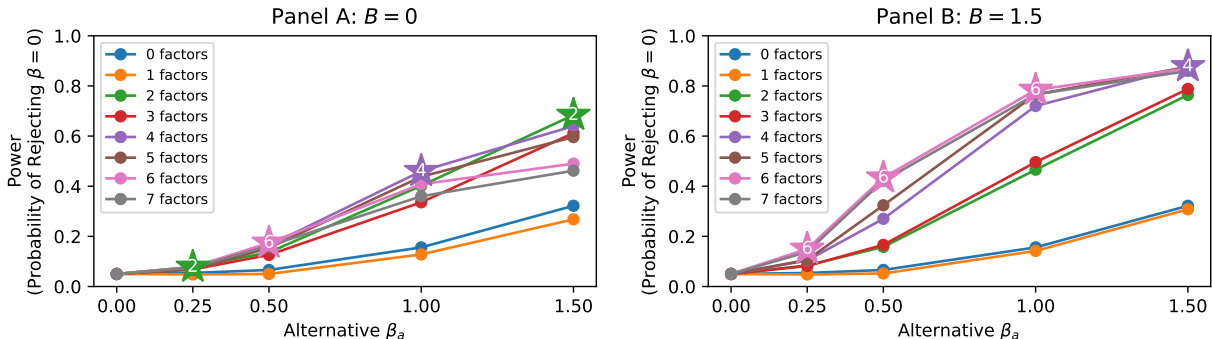 Panel A: B = 0
Power
(Probability of Rejecting β = 0)
1.0
0.8
0.6
0.4
0.2
0.0
0 factors
1 factors
2 factors
3 factors
4 factors
5 factors
6 factors
7 factors
2
6
4
2
0.00 0.25 0.50 1.00 1.50
Alternative βa
Panel B: B = 1.5
Power
(Probability of Rejecting β = 0)
1.0
0.8
0.6
0.4
0.2
0.0
0 factors
1 factors
2 factors
3 factors
4 factors
5 factors
6 factors
7 factors
6
6
6
4
0.00 0.25 0.50 1.00 1.50
Alternative βa